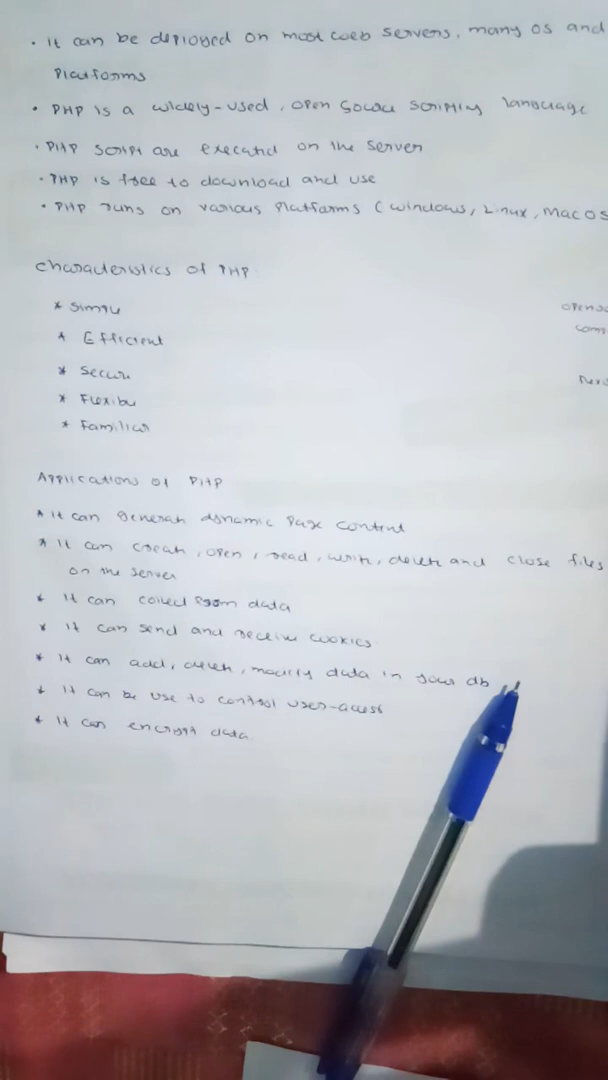 • It can be deployed on most web servers, many OS and
Platforms
• PHP is a widely-used, open source scripting language
• PHP script are executed on the server
• PHP is free to download and use
• PHP runs on various Platforms (windows, Linux, MacOS
Characteristics of PHP
* Simple
* Efficient
* Secure
* Flexible
* Familiar
Applications of PHP
* It can generate dynamic Page content
* It can create, open, read, write, delete and close files
on the server
* It can collect form data
* It can send and receive cookies
* It can add, delete, modify data in your db
* It can be use to control user-access
* It can encrypt data.